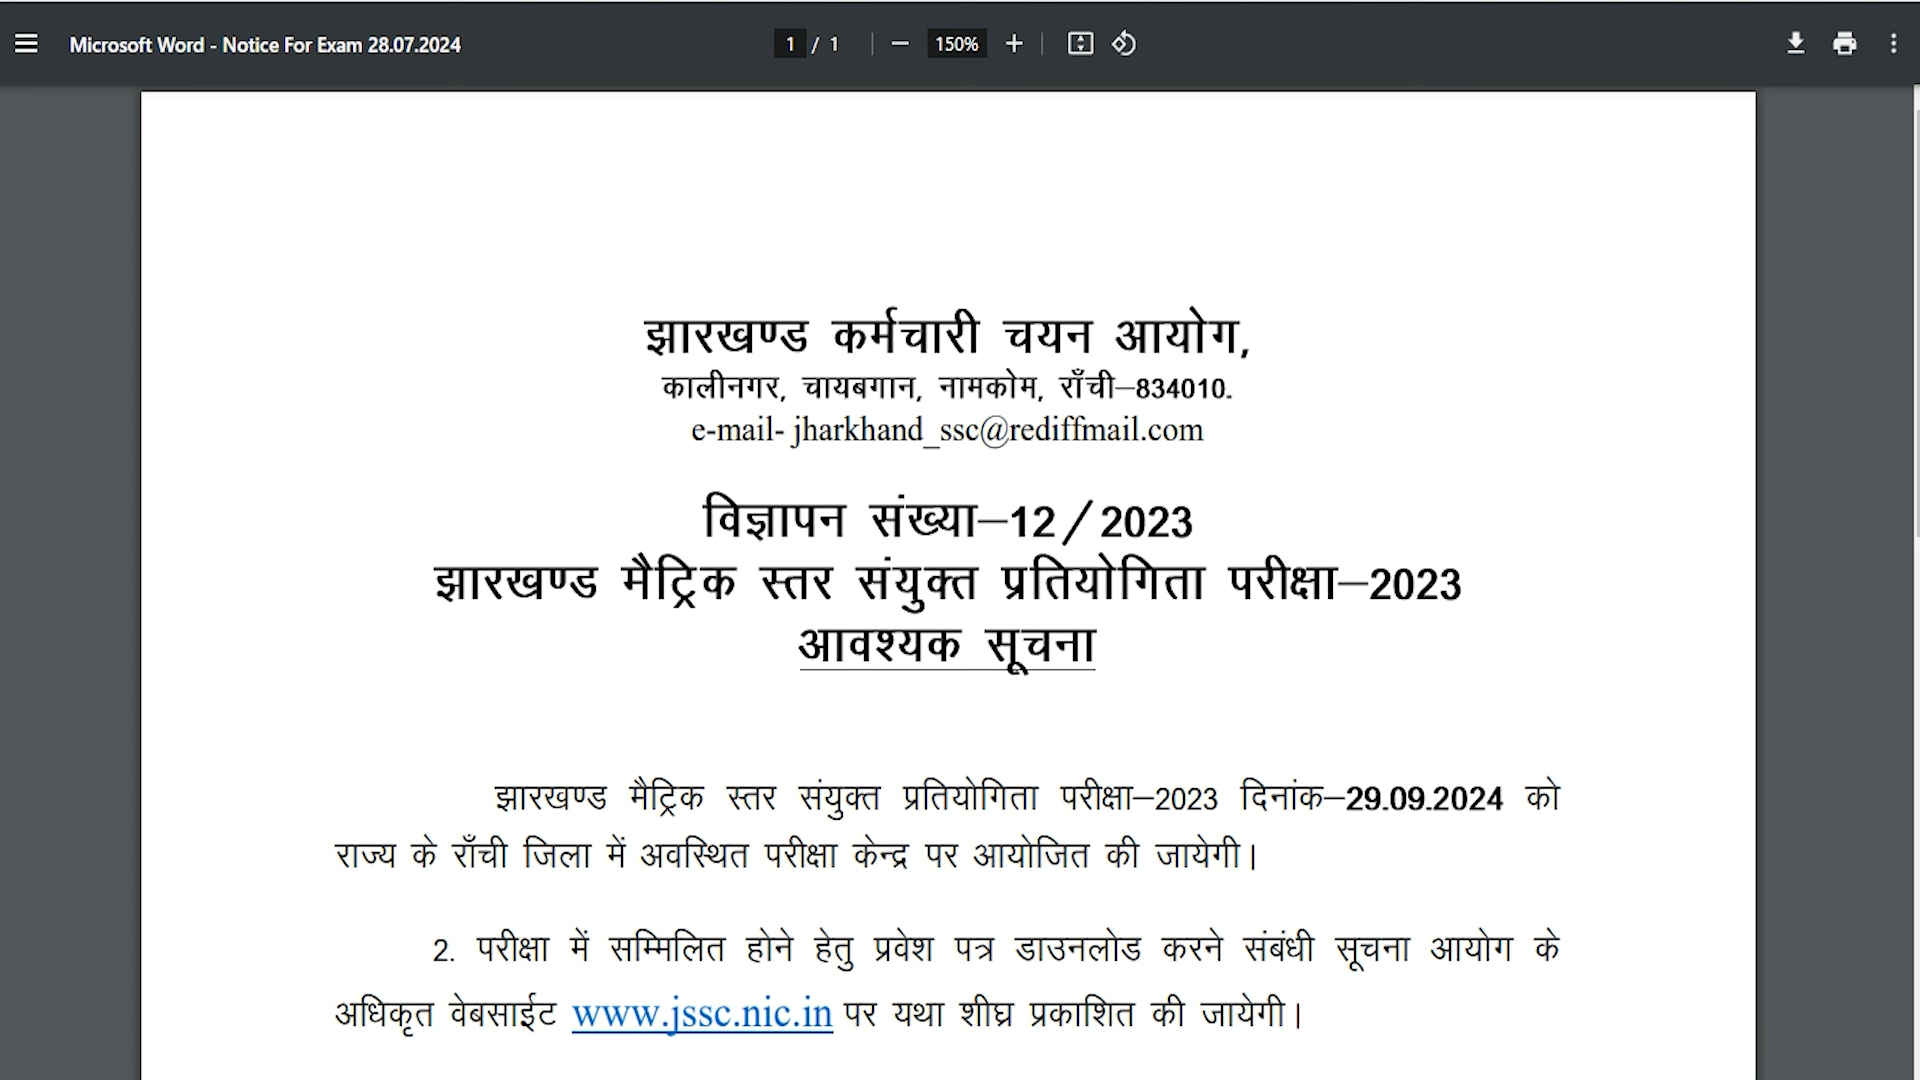 Microsoft Word - Notice For Exam 28.07.2024
1 / 1
150%
झारखण्ड कर्मचारी चयन आयोग,
कालीनगर, चायबगान, नामकोम, राँची–834010.
e-mail- jharkhand_ssc@rediffmail.com
विज्ञापन संख्या–12/2023
झारखण्ड मैट्रिक स्तर संयुक्त प्रतियोगिता परीक्षा–2023
आवश्यक सूचना
झारखण्ड मैट्रिक स्तर संयुक्त प्रतियोगिता परीक्षा–2023 दिनांक–29.09.2024 को
राज्य के राँची जिला में अवस्थित परीक्षा केन्द्र पर आयोजित की जायेगी।
2. परीक्षा में सम्मिलित होने हेतु प्रवेश पत्र डाउनलोड करने संबंधी सूचना आयोग के
अधिकृत वेबसाईट www.jssc.nic.in पर यथा शीघ्र प्रकाशित की जायेगी।